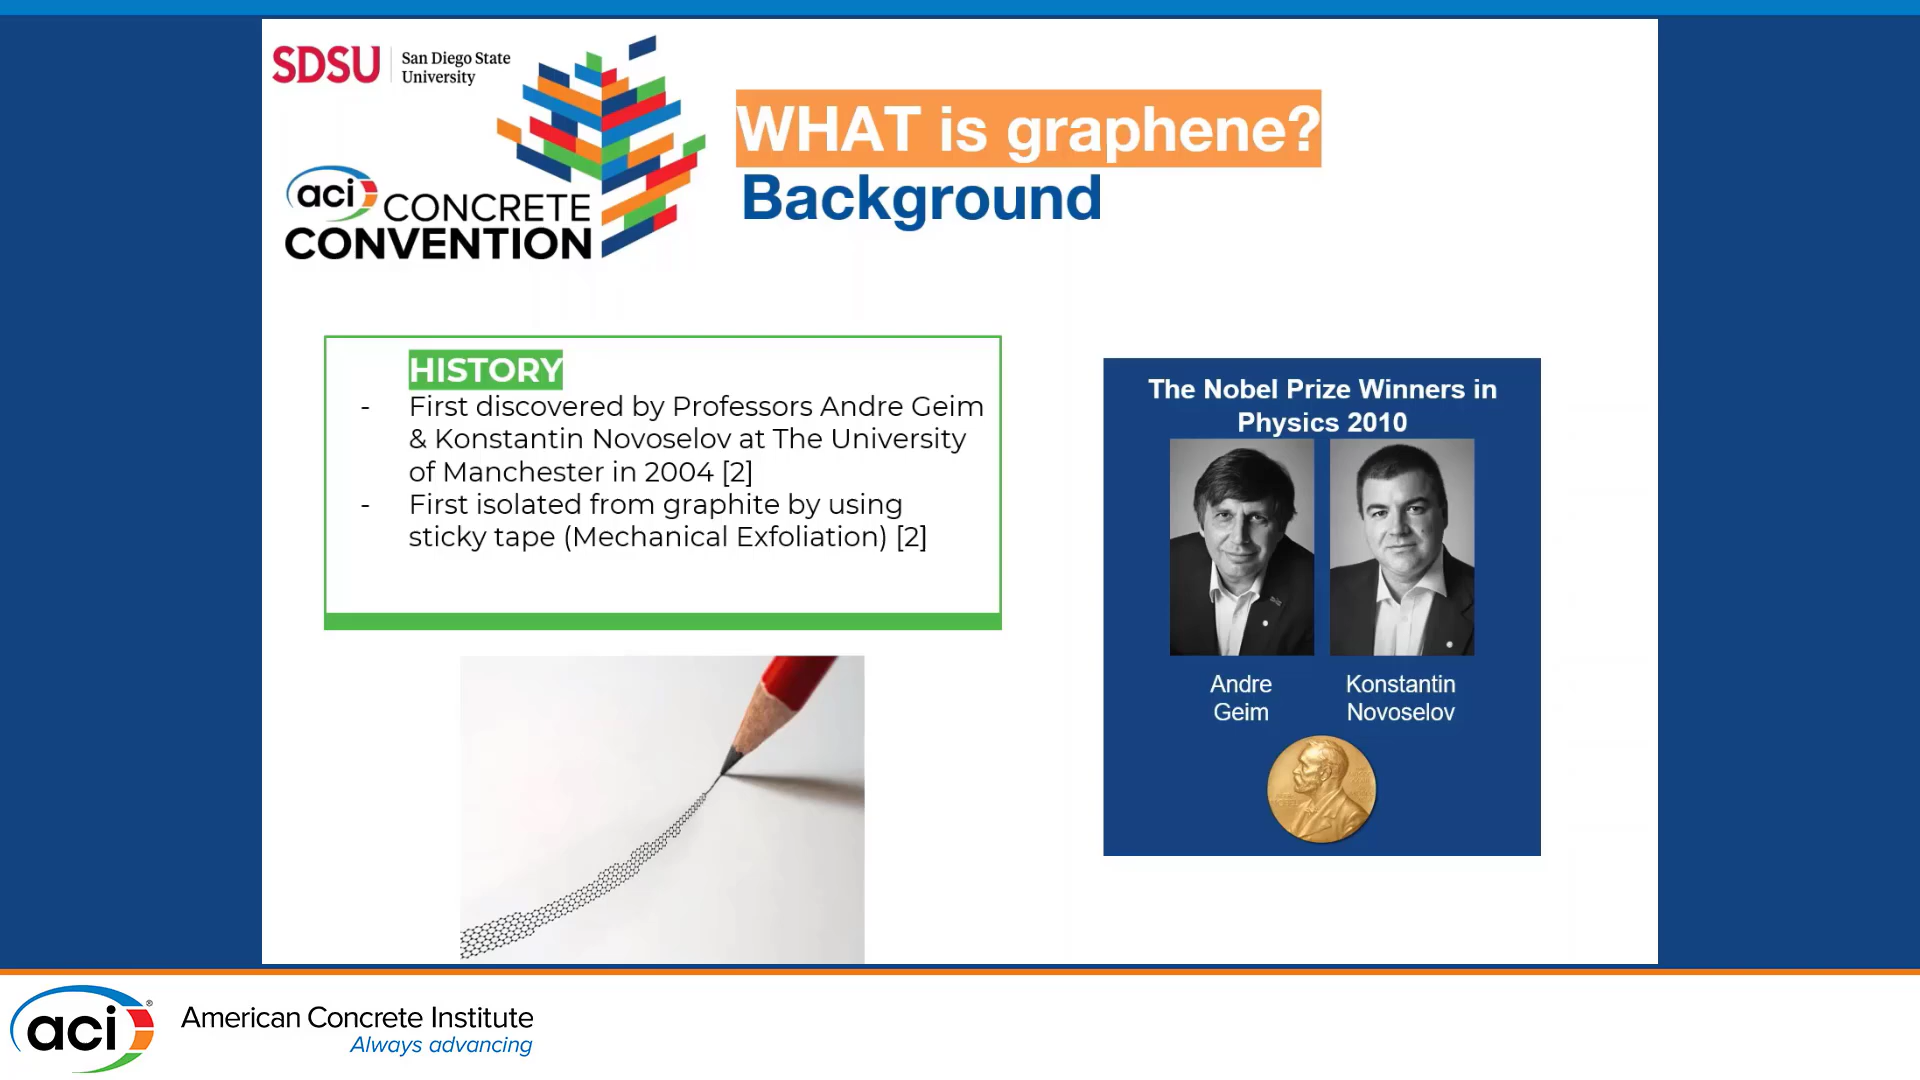 SDSU
San Diego State
University
aci CONCRETE
CONVENTION
WHAT is graphene?
Background
HISTORY
- First discovered by Professors Andre Geim
& Konstantin Novoselov at The University
of Manchester in 2004 [2]
- First isolated from graphite by using
sticky tape (Mechanical Exfoliation) [2]
The Nobel Prize Winners in
Physics 2010
Andre
Geim
Konstantin
Novoselov
aci®
American Concrete Institute
Always advancing